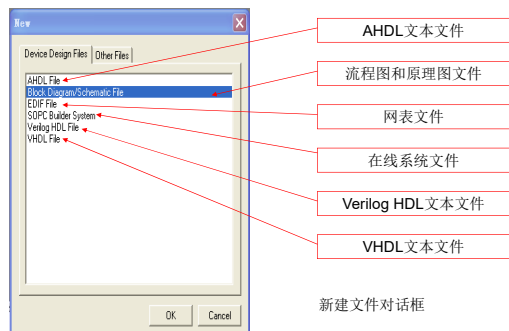 New
Device Design Files
Other Files
AHDL File
Block Diagram/Schematic File
EDIF File
SOPC Builder System
Verilog HDL File
VHDL File
OK
Cancel
AHDL文本文件
流程图和原理图文件
网表文件
在线系统文件
Verilog HDL文本文件
VHDL文本文件
新建文件对话框